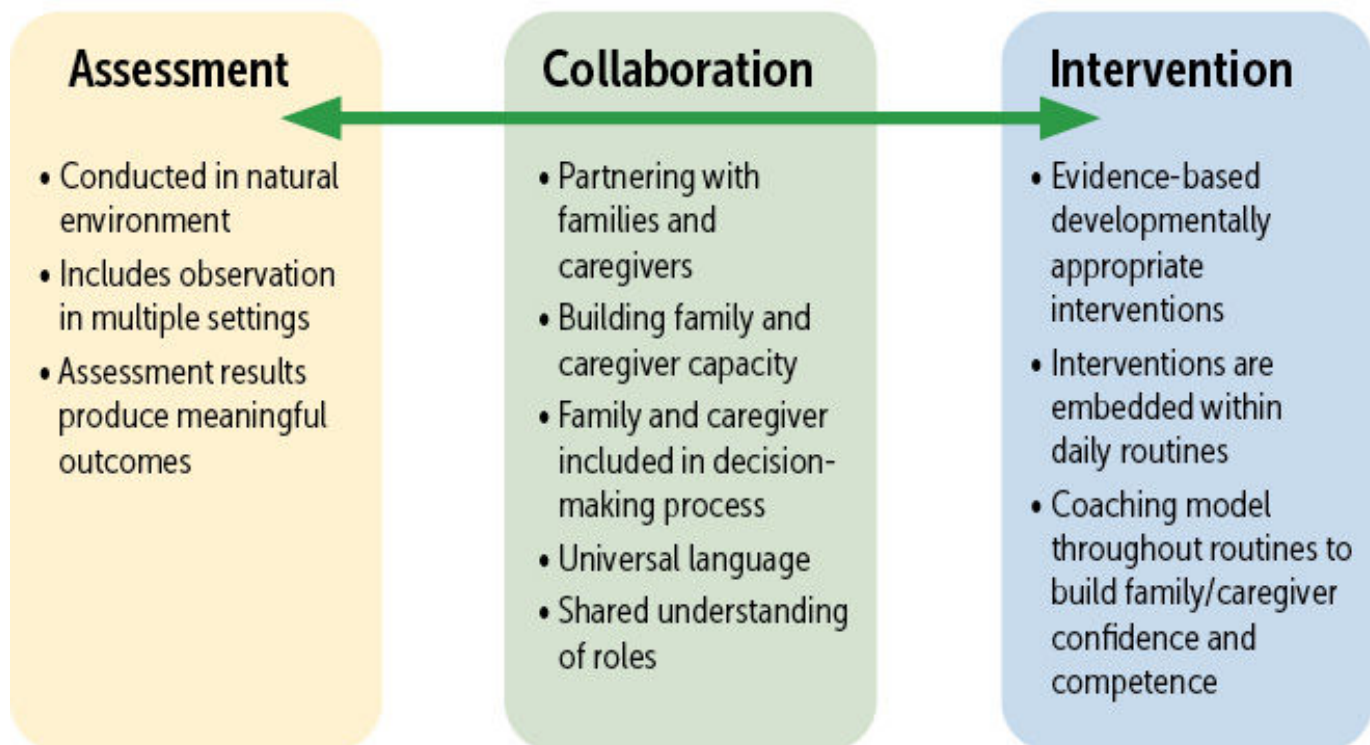 Assessment
• Conducted in natural
environment
• Includes observation
in multiple settings
• Assessment results
produce meaningful
outcomes
Collaboration
• Partnering with
families and
caregivers
• Building family and
caregiver capacity
• Family and caregiver
included in decision-
making process
• Universal language
• Shared understanding
of roles
Intervention
• Evidence-based
developmentally
appropriate
interventions
• Interventions are
embedded within
daily routines
• Coaching model
throughout routines to
build family/caregiver
confidence and
competence